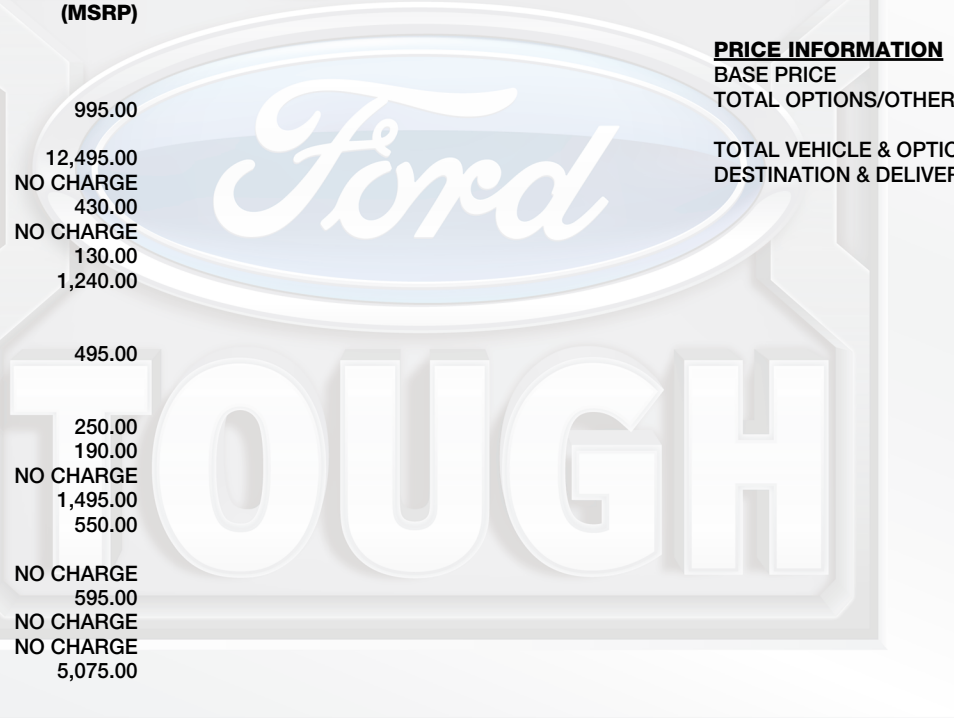 (MSRP)
995.00
12,495.00
NO CHARGE
430.00
NO CHARGE
130.00
1,240.00
495.00
250.00
190.00
NO CHARGE
1,495.00
550.00
NO CHARGE
595.00
NO CHARGE
NO CHARGE
5,075.00
PRICE INFORMATION
BASE PRICE
TOTAL OPTIONS/OTHER
TOTAL VEHICLE & OPTIO
DESTINATION & DELIVER
Ford
TOUGH